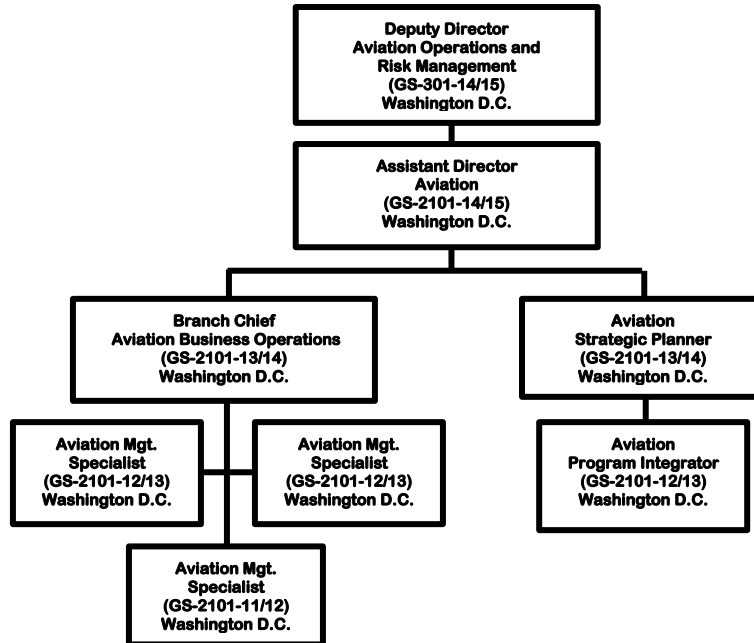 Deputy Director
Aviation Operations and
Risk Management
(GS-301-14/15)
Washington D.C.
Assistant Director
Aviation
(GS-2101-14/15)
Washington D.C.
Branch Chief
Aviation Business Operations
(GS-2101-13/14)
Washington D.C.
Aviation
Strategic Planner
(GS-2101-13/14)
Washington D.C.
Aviation Mgt.
Specialist
(GS-2101-12/13)
Washington D.C.
Aviation Mgt.
Specialist
(GS-2101-12/13)
Washington D.C.
Aviation
Program Integrator
(GS-2101-12/13)
Washington D.C.
Aviation Mgt.
Specialist
(GS-2101-11/12)
Washington D.C.